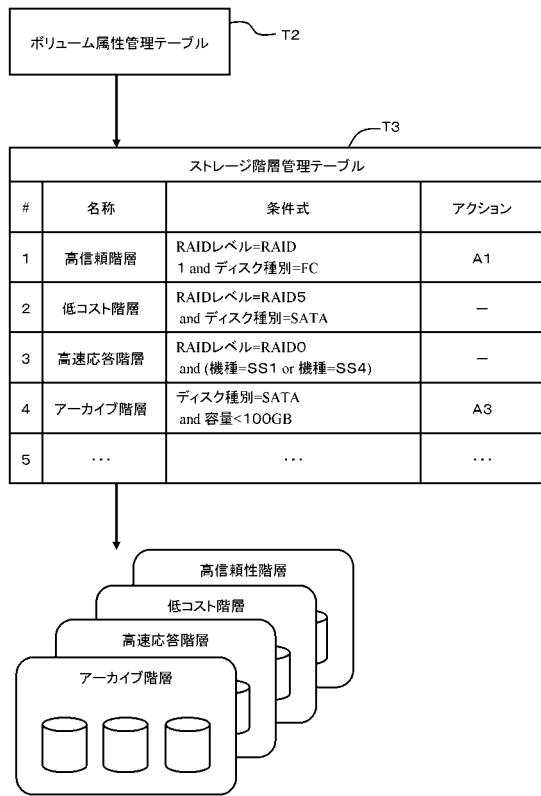 ボリューム属性管理テーブル
T2
T3
ストレージ階層管理テーブル
# 名称 条件式 アクション
1 高信頼階層 RAIDレベル=RAID A1
1 and ディスク種別=FC
2 低コスト階層 RAIDレベル=RAID5 －
and ディスク種別=SATA
3 高速応答階層 RAIDレベル=RAID0 －
and (機種=SS1 or 機種=SS4)
4 アーカイブ階層 ディスク種別=SATA A3
and 容量<100GB
5 ･･･ ･･･ ･･･
高信頼性階層
低コスト階層
高速応答階層
アーカイブ階層